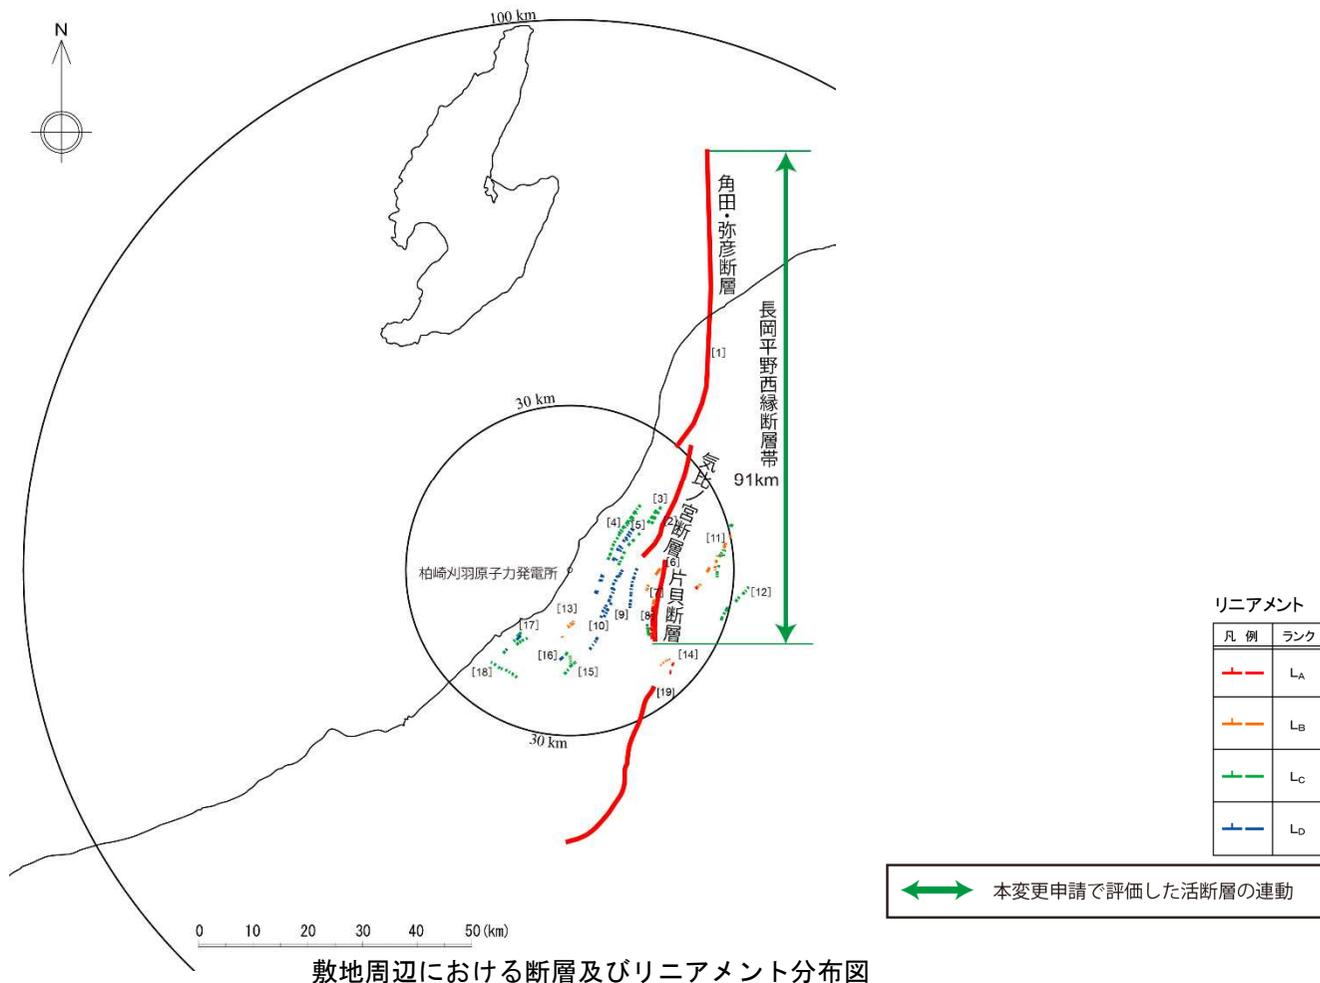 100 km
N
角田・弥彦断層
長岡平野西縁断層帯
91km
[1]
30 km
気比ノ宮断層
[3]
[4]
[5]
[2]
[11]
[6]
片貝断層
柏崎刈羽原子力発電所
[7]
[12]
[13]
[9]
[8]
[10]
[17]
[16]
[14]
[18]
[15]
[19]
30 km
リニアメント
凡 例 ランク
LA
LB
LC
LD
本変更申請で評価した活断層の連動
0 10 20 30 40 50(km)
敷地周辺における断層及びリニアメント分布図